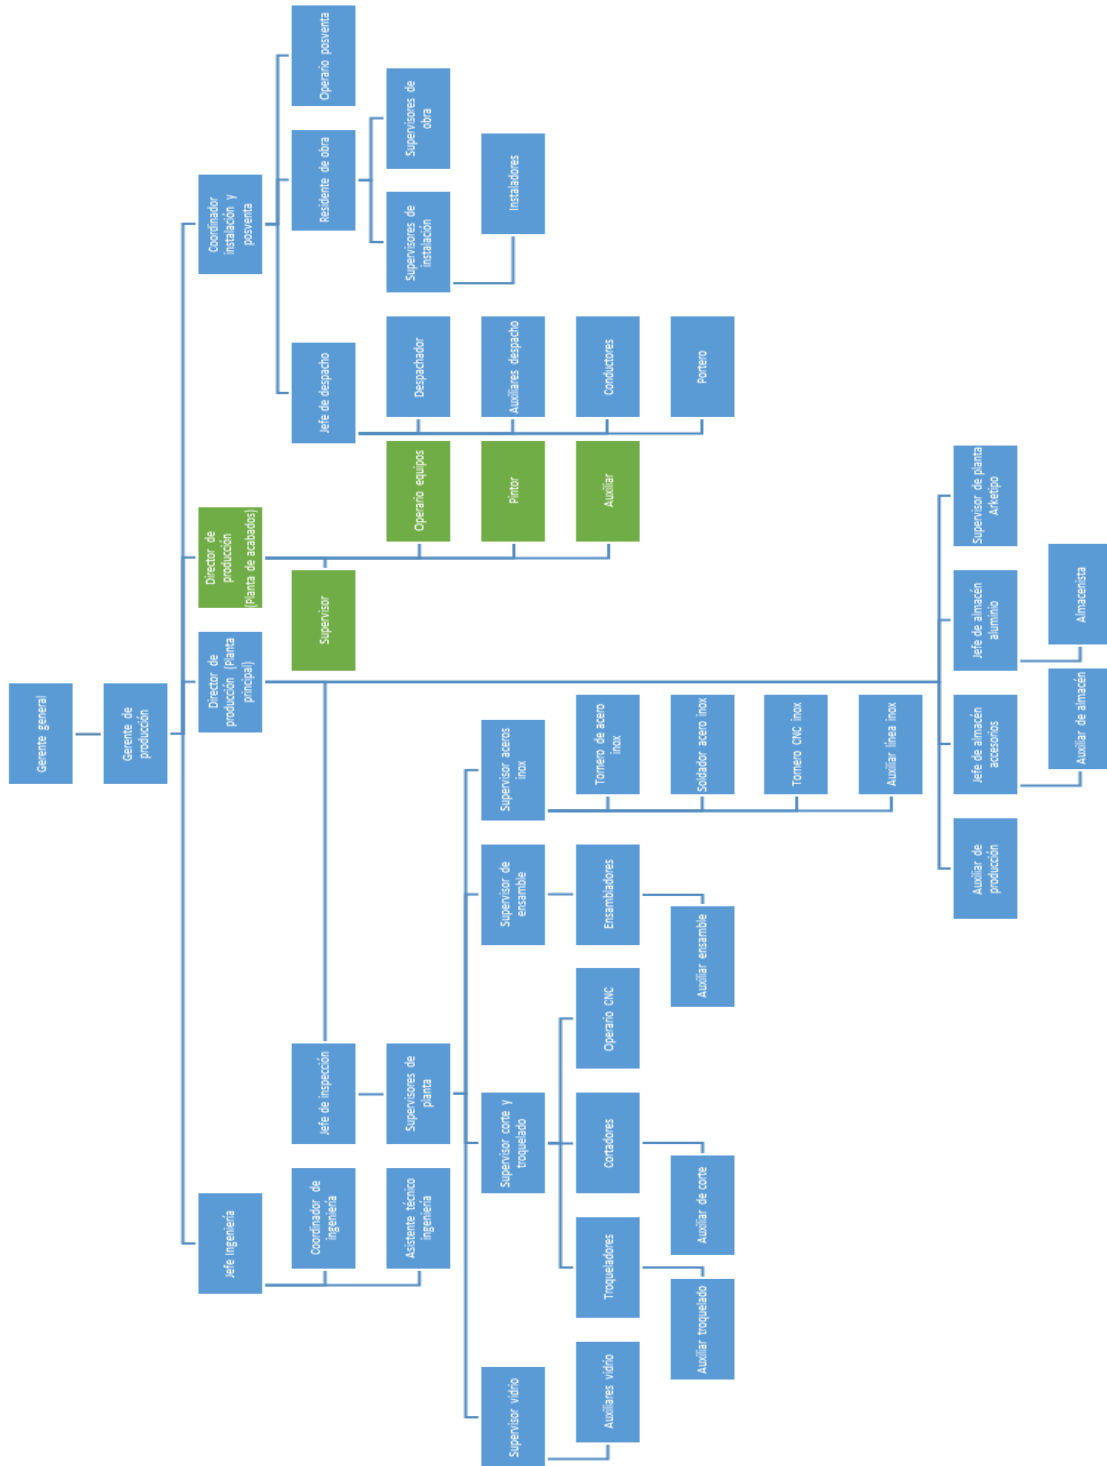 Gerente general
Gerente de
producción
Jefe Ingeniería
Director de
producción (Planta
principal)
Director de
producción
(Planta de acabados)
Coordinador
instalación y
posventa
Coordinador de
ingeniería
Jefe de inspección
Supervisor
Jefe de despacho
Residente de obra
Operario posventa
Asistente técnico
ingeniería
Supervisores de
planta
Operario equipos
Despachador
Supervisores de
instalación
Supervisores de
obra
Supervisor vidrio
Supervisor corte y
troquelado
Supervisor de
ensamble
Supervisor aceros
inox
Pintor
Auxiliares despacho
Instaladores
Auxiliares vidrio
Troqueladores
Cortadores
Operario CNC
Ensambladores
Tornero de acero
inox
Auxiliar
Conductores
Auxiliar troquelado
Auxiliar de corte
Auxiliar ensamble
Soldador acero inox
Portero
Tornero CNC inox
Auxiliar línea inox
Auxiliar de
producción
Jefe de almacén
accesorios
Jefe de almacén
aluminio
Supervisor de planta
Arketipo
Auxiliar de almacén
Almacenista